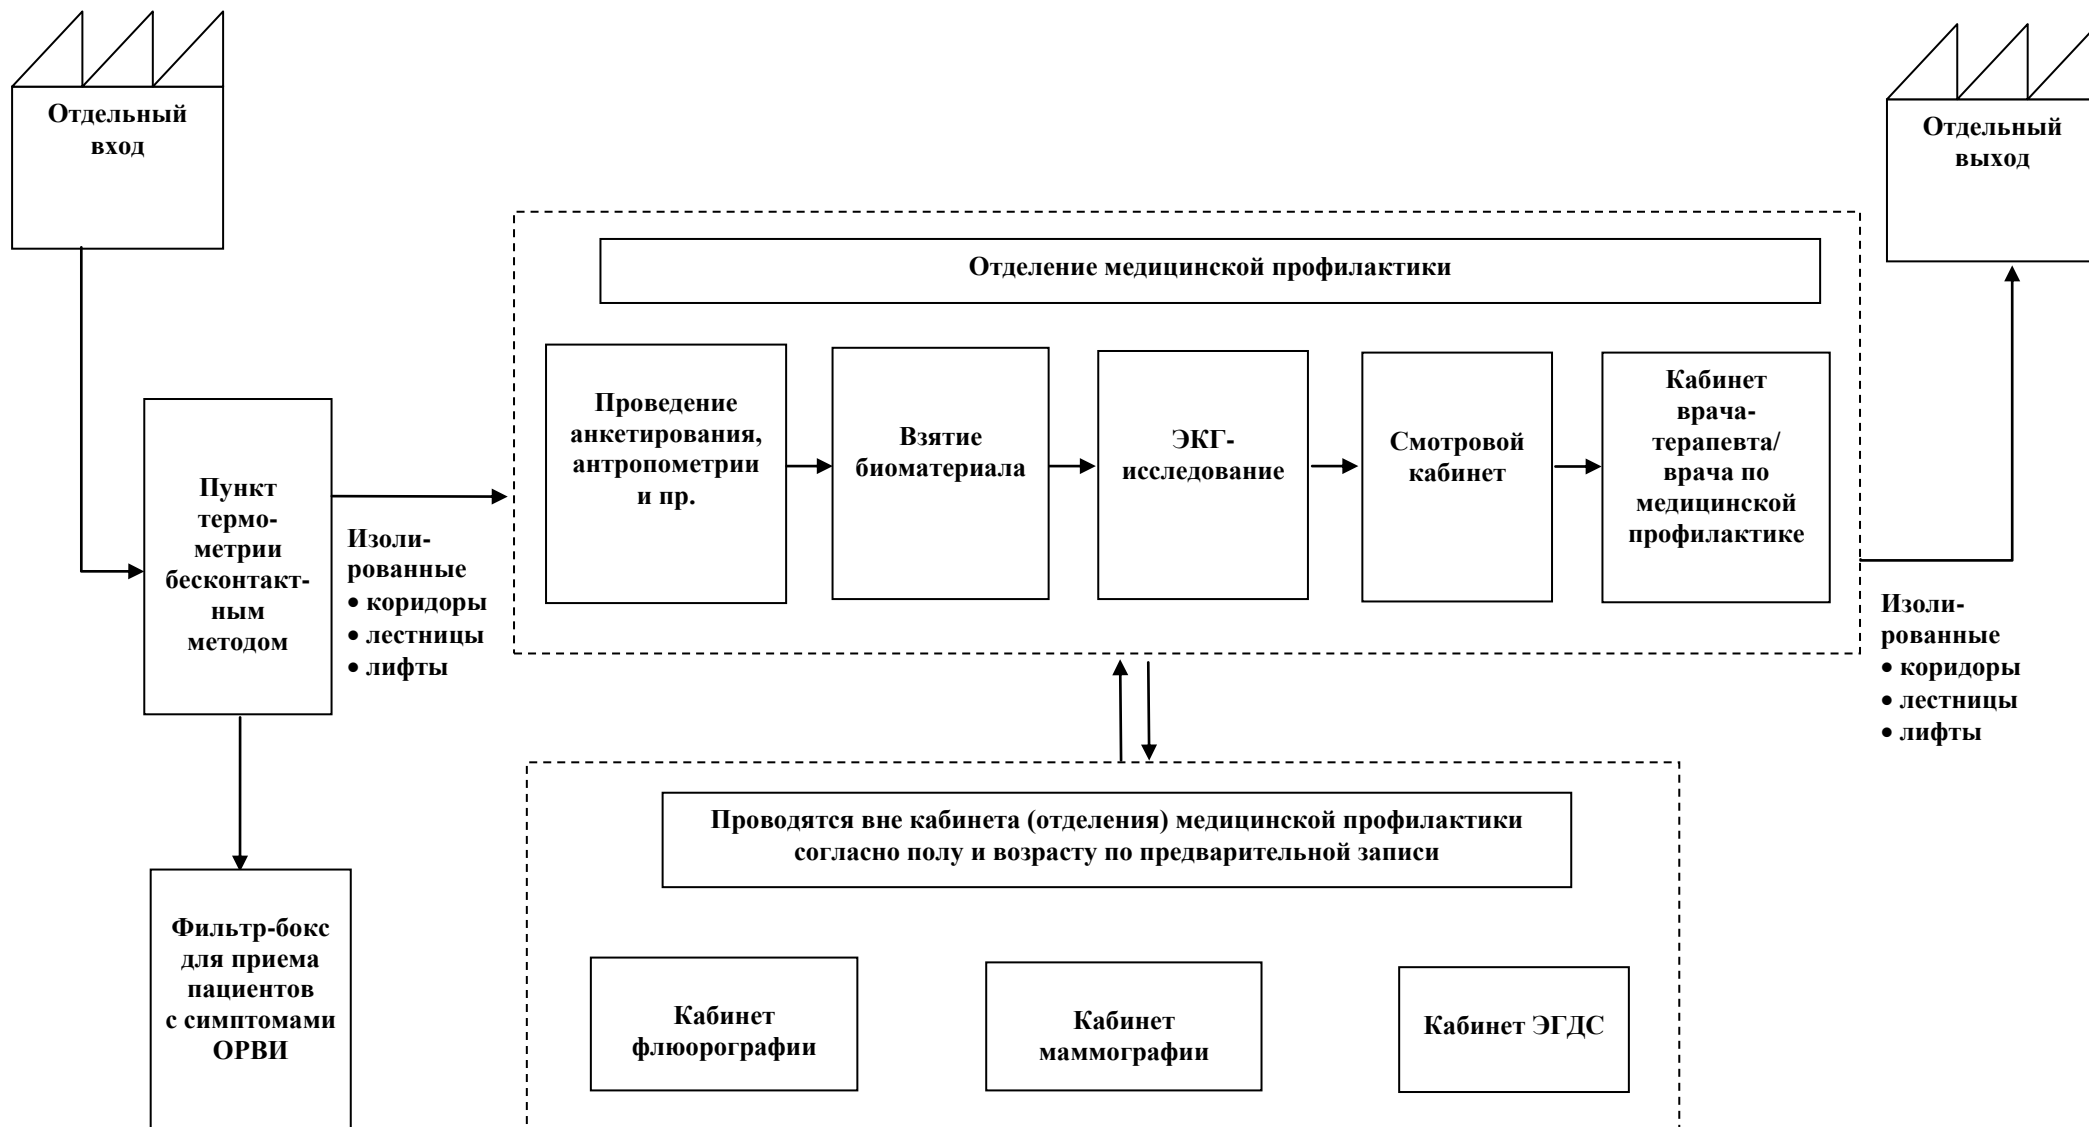 Отдельный
вход
Отдельный
выход
Отделение медицинской профилактики
Проведение
анкетирования,
антропометрии
и пр.
Взятие
биоматериала
ЭКГ-
исследование
Смотровой
кабинет
Кабинет
врача-
терапевта/
врача по
медицинской
профилактике
Пункт
термо-
метрии
бесконтакт-
ным
методом
Изоли-
рованные
• коридоры
• лестницы
• лифты
Изоли-
рованные
• коридоры
• лестницы
• лифты
Проводятся вне кабинета (отделения) медицинской профилактики
согласно полу и возрасту по предварительной записи
Фильтр-бокс
для приема
пациентов
с симптомами
ОРВИ
Кабинет
флюорографии
Кабинет
маммографии
Кабинет ЭГДС